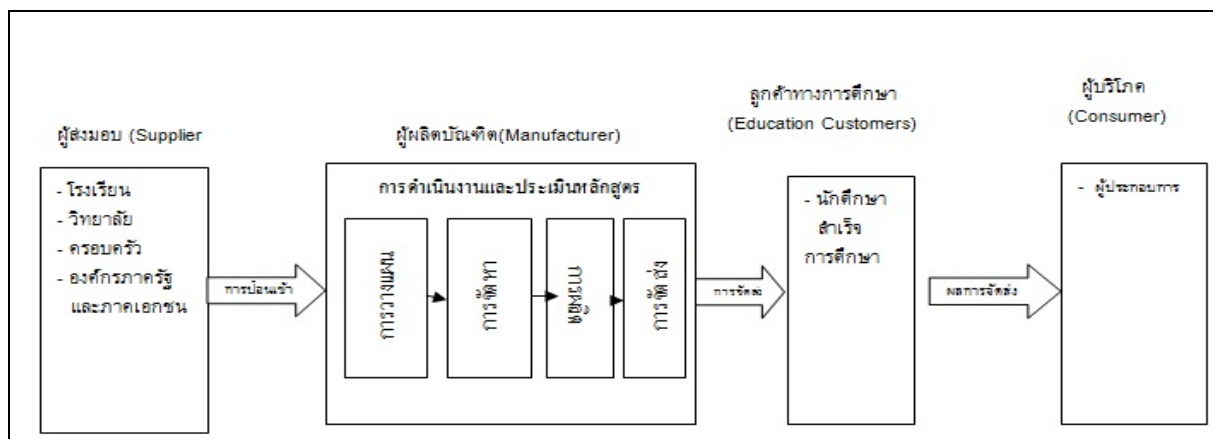 ผู้ส่งมอบ (Supplier
- โรงเรียน
- วิทยาลัย
- ครอบครัว
- องค์กรภาครัฐ
และภาคเอกชน
การป้อนเข้า
ผู้ผลิตบัณฑิต(Manufacturer)
การดำเนินงานและประเมินหลักสูตร
การวางแผน
การจัดหา
การผลิต
การจัดส่ง
การจัดส่ง
ลูกค้าทางการศึกษา
(Education Customers)
- นักศึกษา
สำเร็จ
การศึกษา
ผลการจัดส่ง
ผู้บริโภค
(Consumer)
- ผู้ประกอบการ